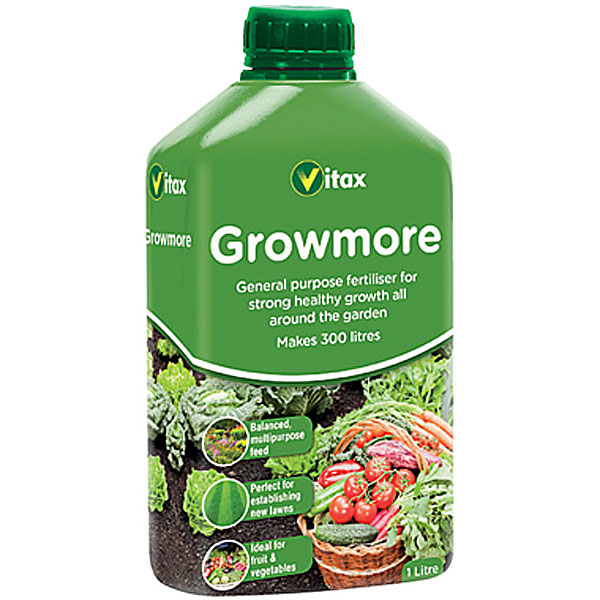 Vitax
Growmore
Vitax
Growmore
General purpose fertiliser for
strong healthy growth all
around the garden
Makes 300 litres
Balanced,
multipurpose
feed
Perfect for
establishing
new lawns
Ideal for
fruit &
vegetables
1 Litre